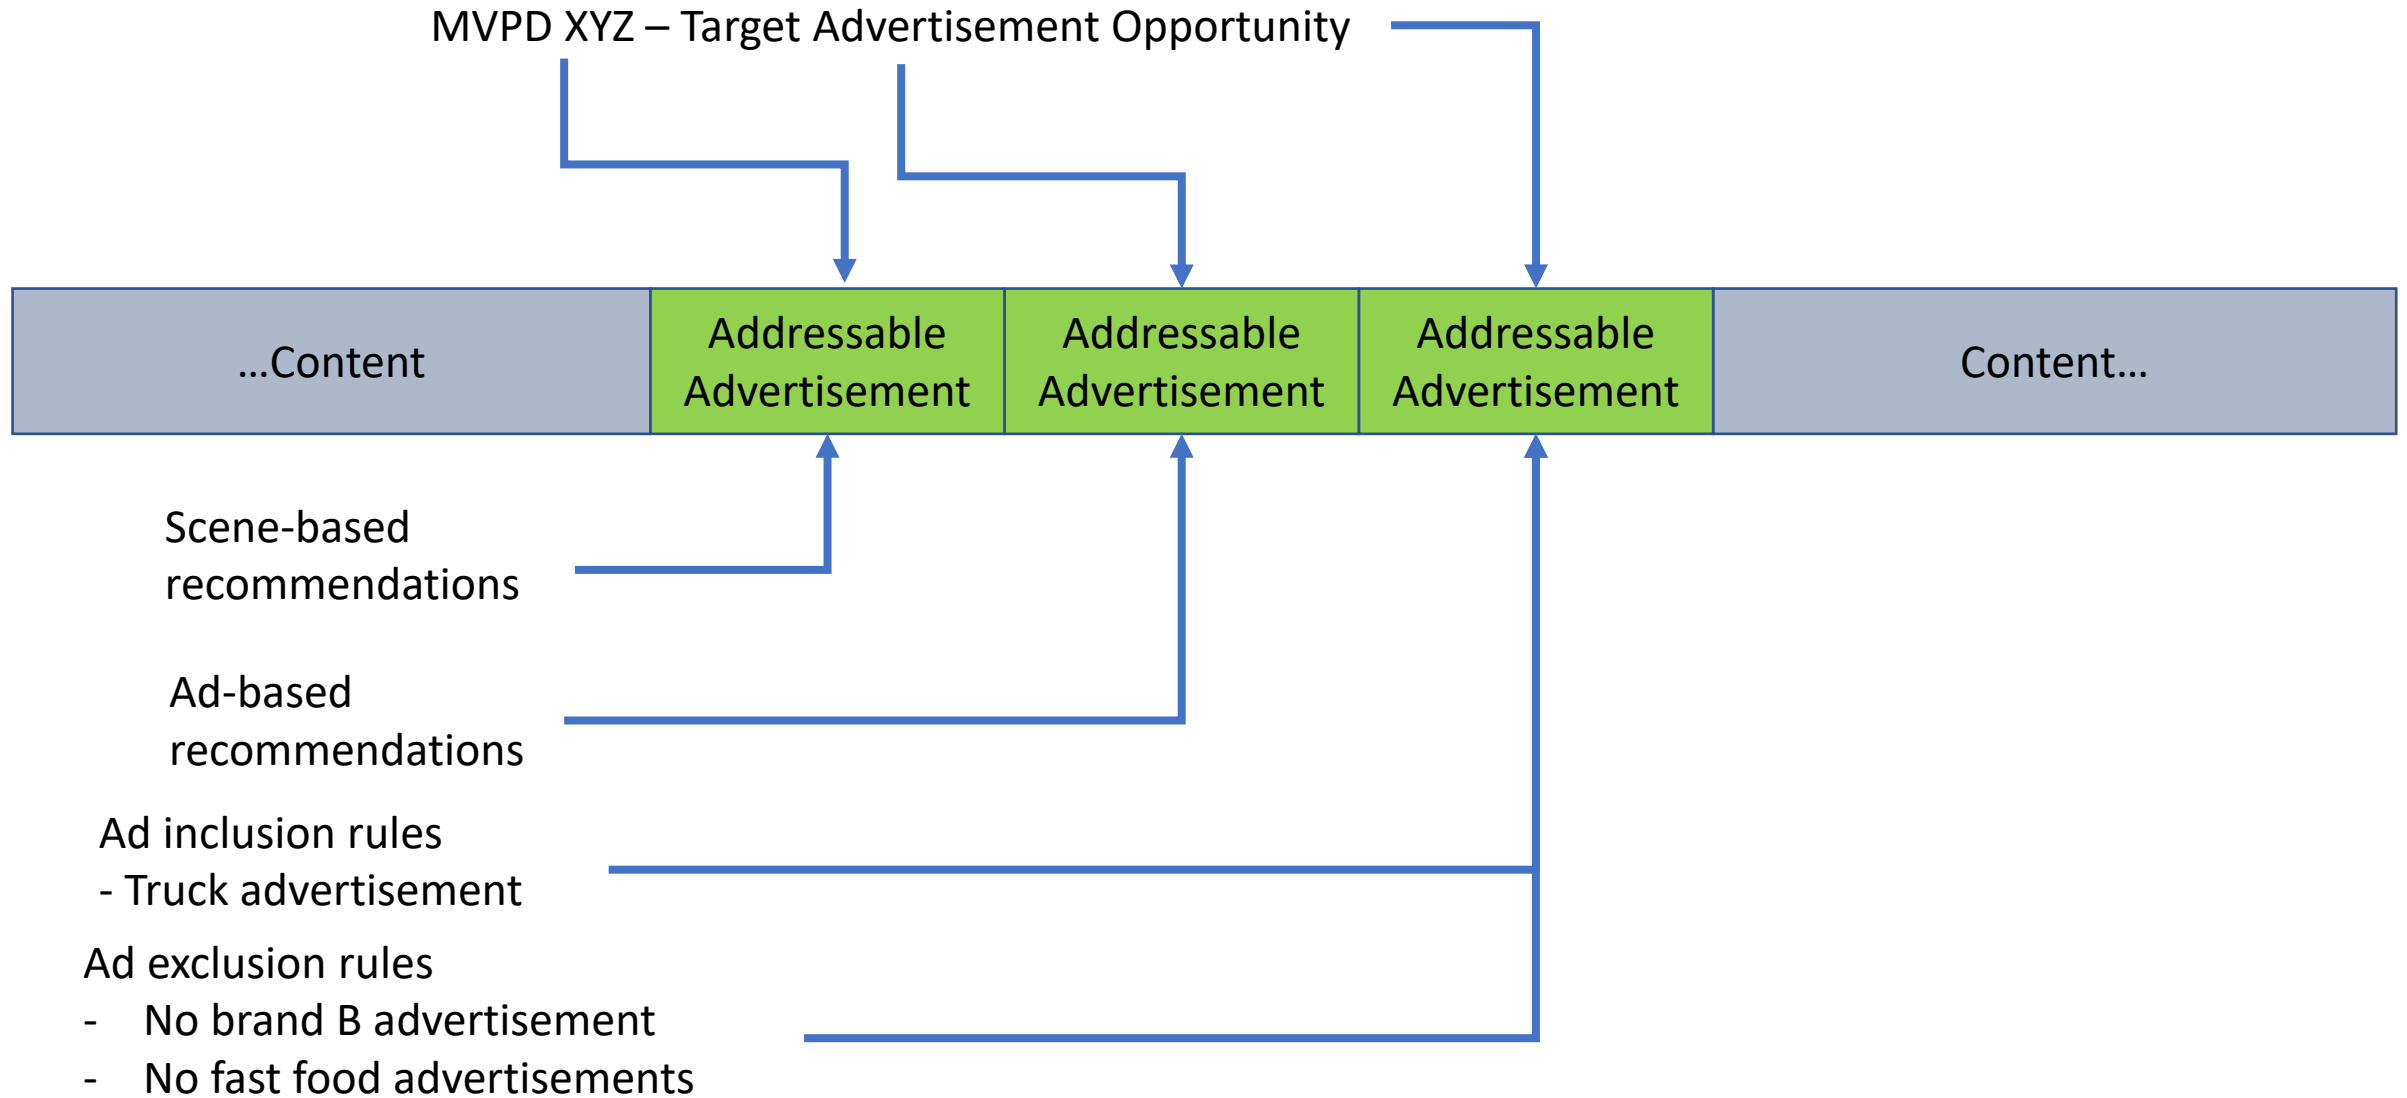 MVPD XYZ – Target Advertisement Opportunity
...Content
Addressable
Advertisement
Addressable
Advertisement
Addressable
Advertisement
Content...
Scene-based
recommendations
Ad-based
recommendations
Ad inclusion rules
- Truck advertisement
Ad exclusion rules
- No brand B advertisement
- No fast food advertisements